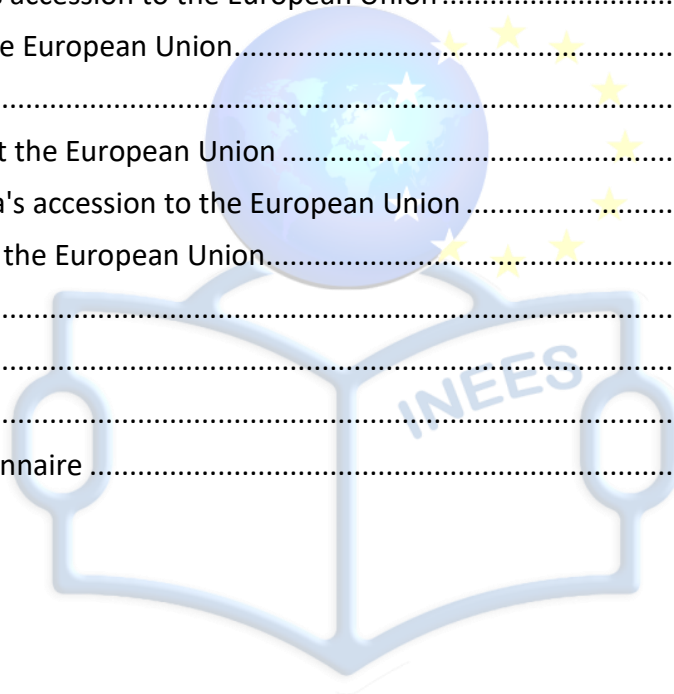 accession to the European Union........................................
e European Union........................................................................
.........................................................................................................
t the European Union ................................................................
a's accession to the European Union ................................
the European Union................................................................
.........................................................................................................
.........................................................................................................
INEES
.........................................................................................................
nnaire ...........................................................................................